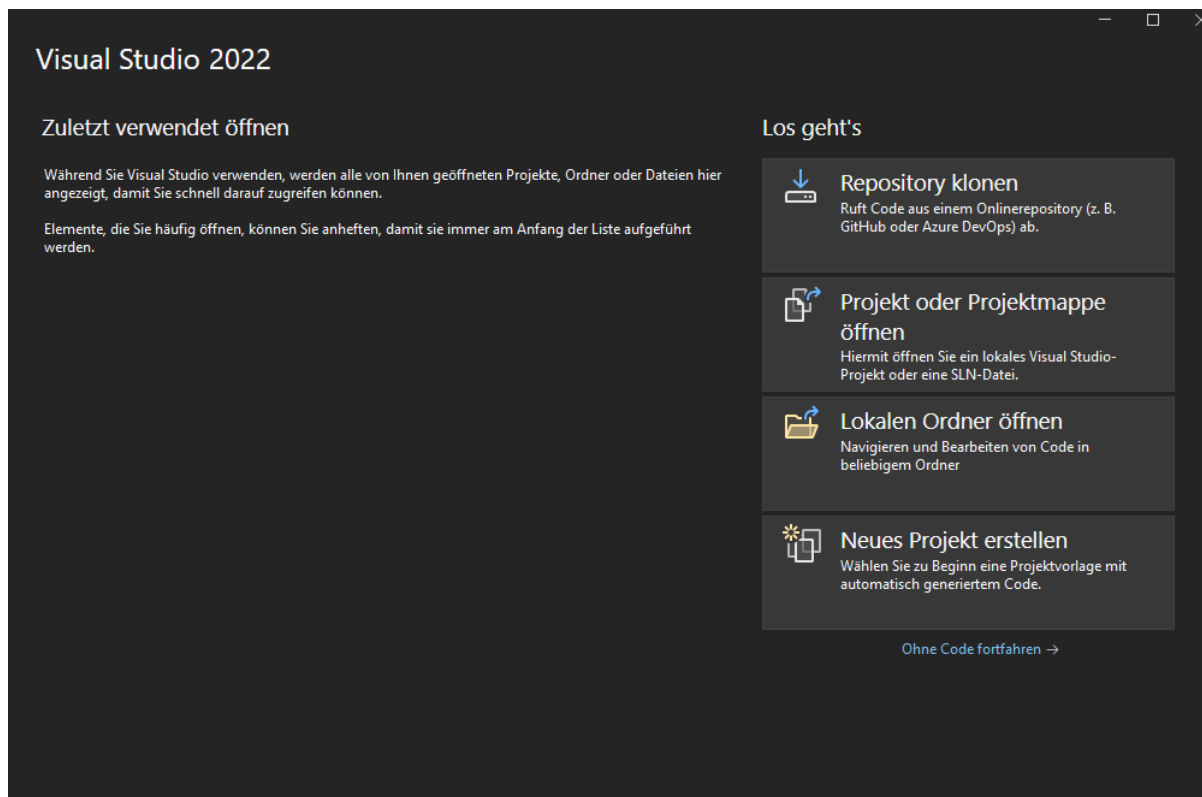 Visual Studio 2022
Zuletzt verwendet öffnen
Während Sie Visual Studio verwenden, werden alle von Ihnen geöffneten Projekte, Ordner oder Dateien hier
angezeigt, damit Sie schnell darauf zugreifen können.
Elemente, die Sie häufig öffnen, können Sie anheften, damit sie immer am Anfang der Liste aufgeführt
werden.
Los geht's
Repository klonen
Ruft Code aus einem Onlinerepository (z. B.
GitHub oder Azure DevOps) ab.
Projekt oder Projektmappe
öffnen
Hiermit öffnen Sie ein lokales Visual Studio-
Projekt oder eine SLN-Datei.
Lokalen Ordner öffnen
Navigieren und Bearbeiten von Code in
beliebigem Ordner
Neues Projekt erstellen
Wählen Sie zu Beginn eine Projektvorlage mit
automatisch generiertem Code.
Ohne Code fortfahren →